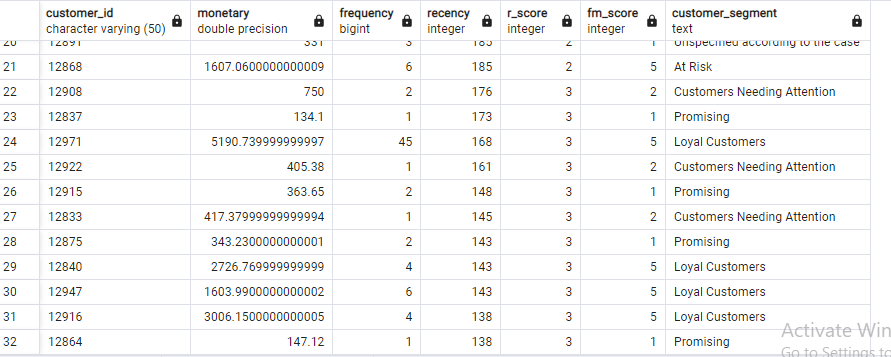 customer_id monetary frequency recency r_score fm_score customer_segment
character varying (50) double precision bigint integer integer integer text
20 12891 331 3 185 2 1 Unspecified according to the case
21 12868 1607.0600000000009 6 185 2 5 At Risk
22 12908 750 2 176 3 2 Customers Needing Attention
23 12837 134.1 1 173 3 1 Promising
24 12971 5190.739999999997 45 168 3 5 Loyal Customers
25 12922 405.38 1 161 3 2 Customers Needing Attention
26 12915 363.65 2 148 3 1 Promising
27 12833 417.37999999999994 1 145 3 2 Customers Needing Attention
28 12875 343.2300000000001 2 143 3 1 Promising
29 12840 2726.769999999999 4 143 3 5 Loyal Customers
30 12947 1603.9900000000002 6 143 3 5 Loyal Customers
31 12916 3006.1500000000005 4 138 3 5 Loyal Customers
32 12864 147.12 1 138 3 1 Promising
Activate Win
Go to Settings to